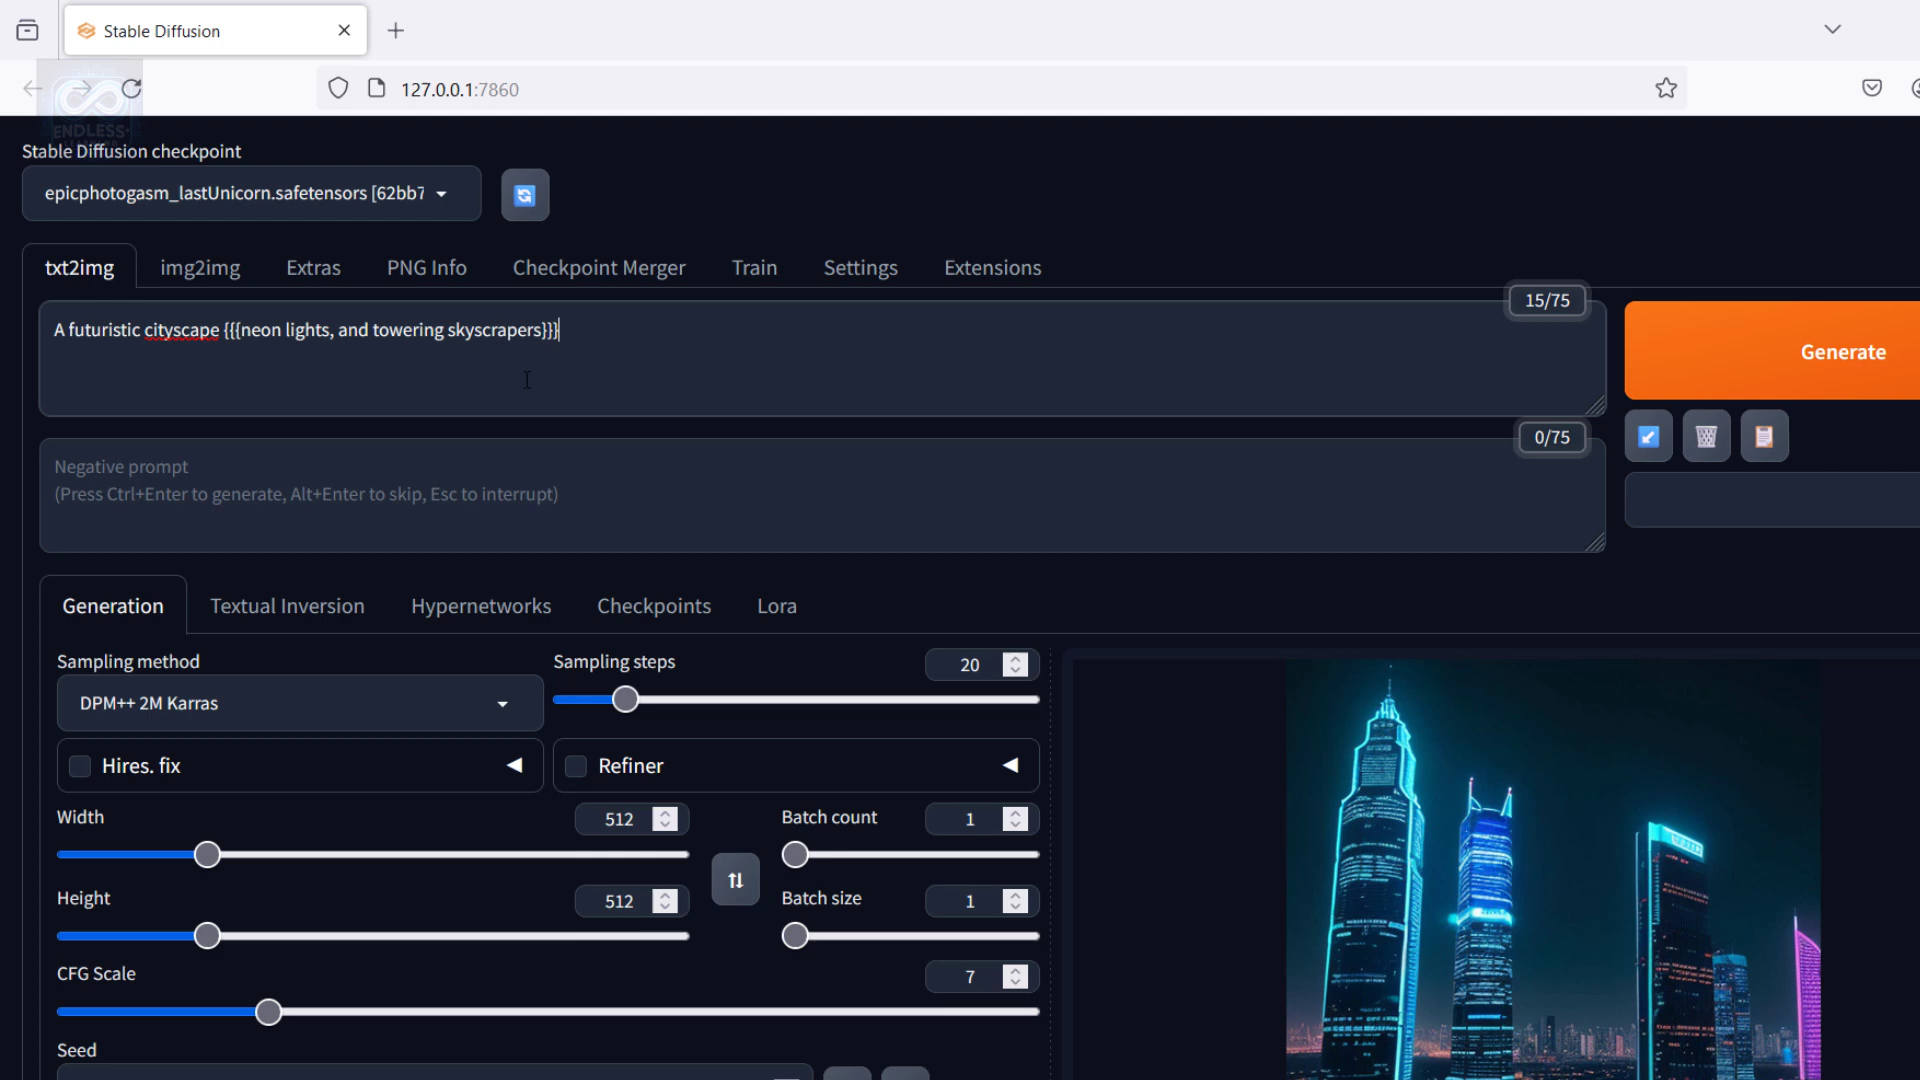 Stable Diffusion
127.0.0.1:7860
ENDLESS
Stable Diffusion checkpoint
epicphotogasm_lastUnicorn.safetensors [62bb7
txt2img
img2img
Extras
PNG Info
Checkpoint Merger
Train
Settings
Extensions
15/75
A futuristic cityscape {{{neon lights, and towering skyscrapers}}}
Generate
0/75
Negative prompt
(Press Ctrl+Enter to generate, Alt+Enter to skip, Esc to interrupt)
Generation
Textual Inversion
Hypernetworks
Checkpoints
Lora
Sampling method
Sampling steps
20
DPM++ 2M Karras
Hires. fix
Refiner
Width
512
Batch count
1
Height
512
Batch size
1
CFG Scale
7
Seed